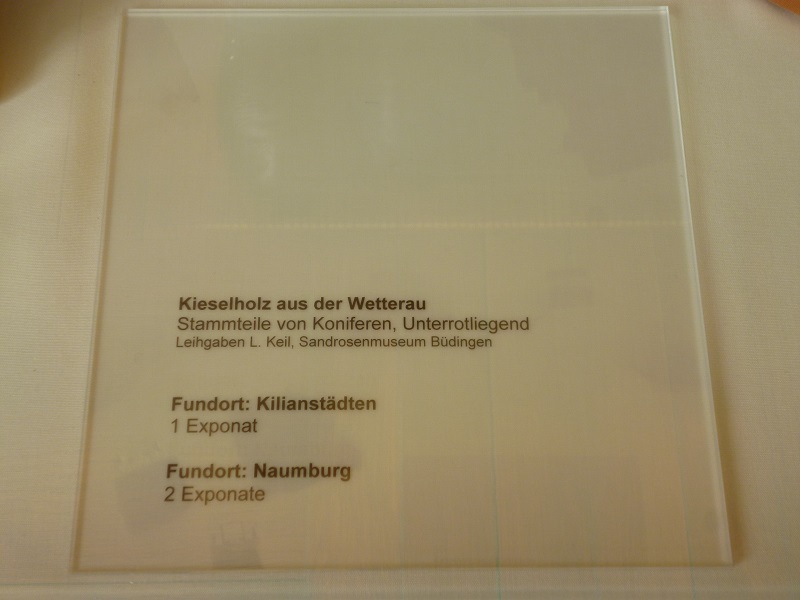 Kieselholz aus der Wetterau
Stammteile von Koniferen, Unterrotliegend
Leihgaben L. Keil, Sandrosenmuseum Büdingen
Fundort: Kilianstädten
1 Exponat
Fundort: Naumburg
2 Exponate